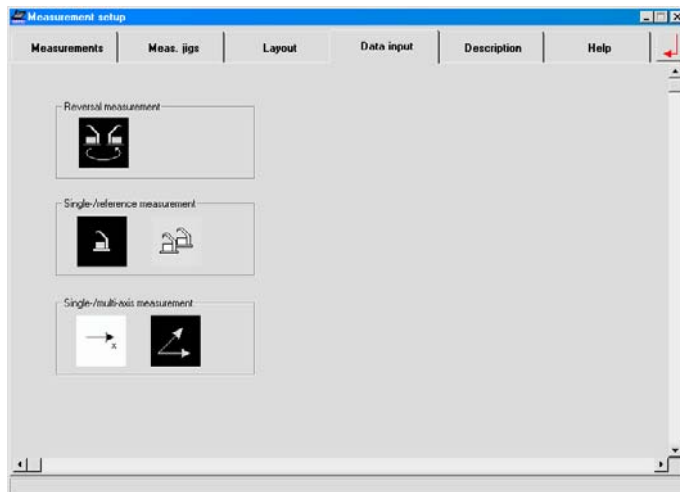 Measurement setup
Measurements Meas. jigs Layout Data input Description Help
Reversal measurement
Single-/reference measurement
Single-/multi-axis measurement
x